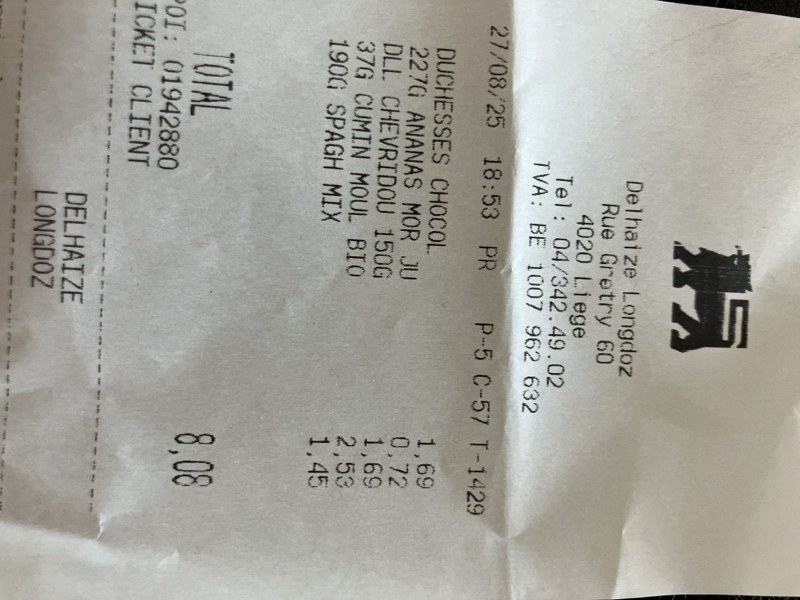 Delhaize Longdoz
Rue Gretry 60
4020 Liege
Tel: 04/342.49.02
TVA: BE 1007 962 632
27/08/25 18:53 PR P-5 C-57 T-1429
DUCHESSES CHOCOL 1,69
227G ANANAS MOR JU 0,72
DLL CHEVRIDOU 150G 1,69
37G CUMIN MOUL BIO 2,53
190G SPAGH MIX 1,45
TOTAL 8,08
POI: 01942880
TICKET CLIENT
DELHAIZE
LONGDOZ